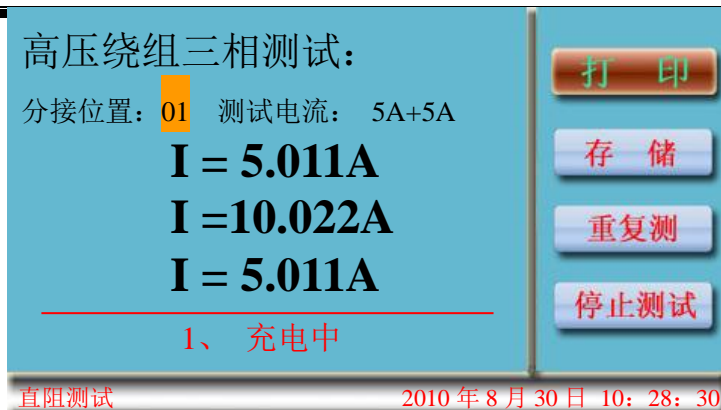 高压绕组三相测试：
分接位置：01 测试电流： 5A+5A
I = 5.011A
I =10.022A
I = 5.011A
1、 充电中
打 印
存 储
重复测
停止测试
直阻测试 2010 年 8 月 30 日 10：28：30